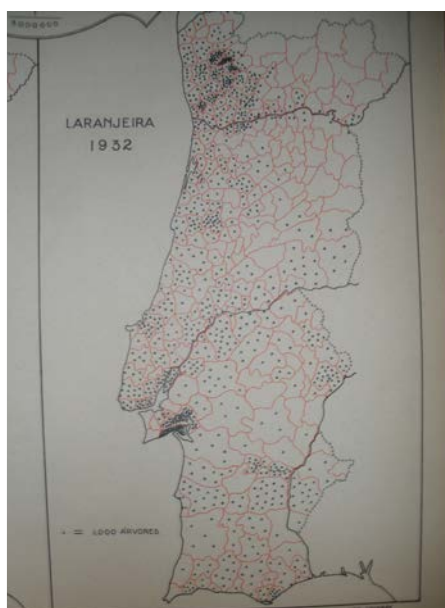 LARANJEIRA
1932
• = 1.000 ÁRVORES